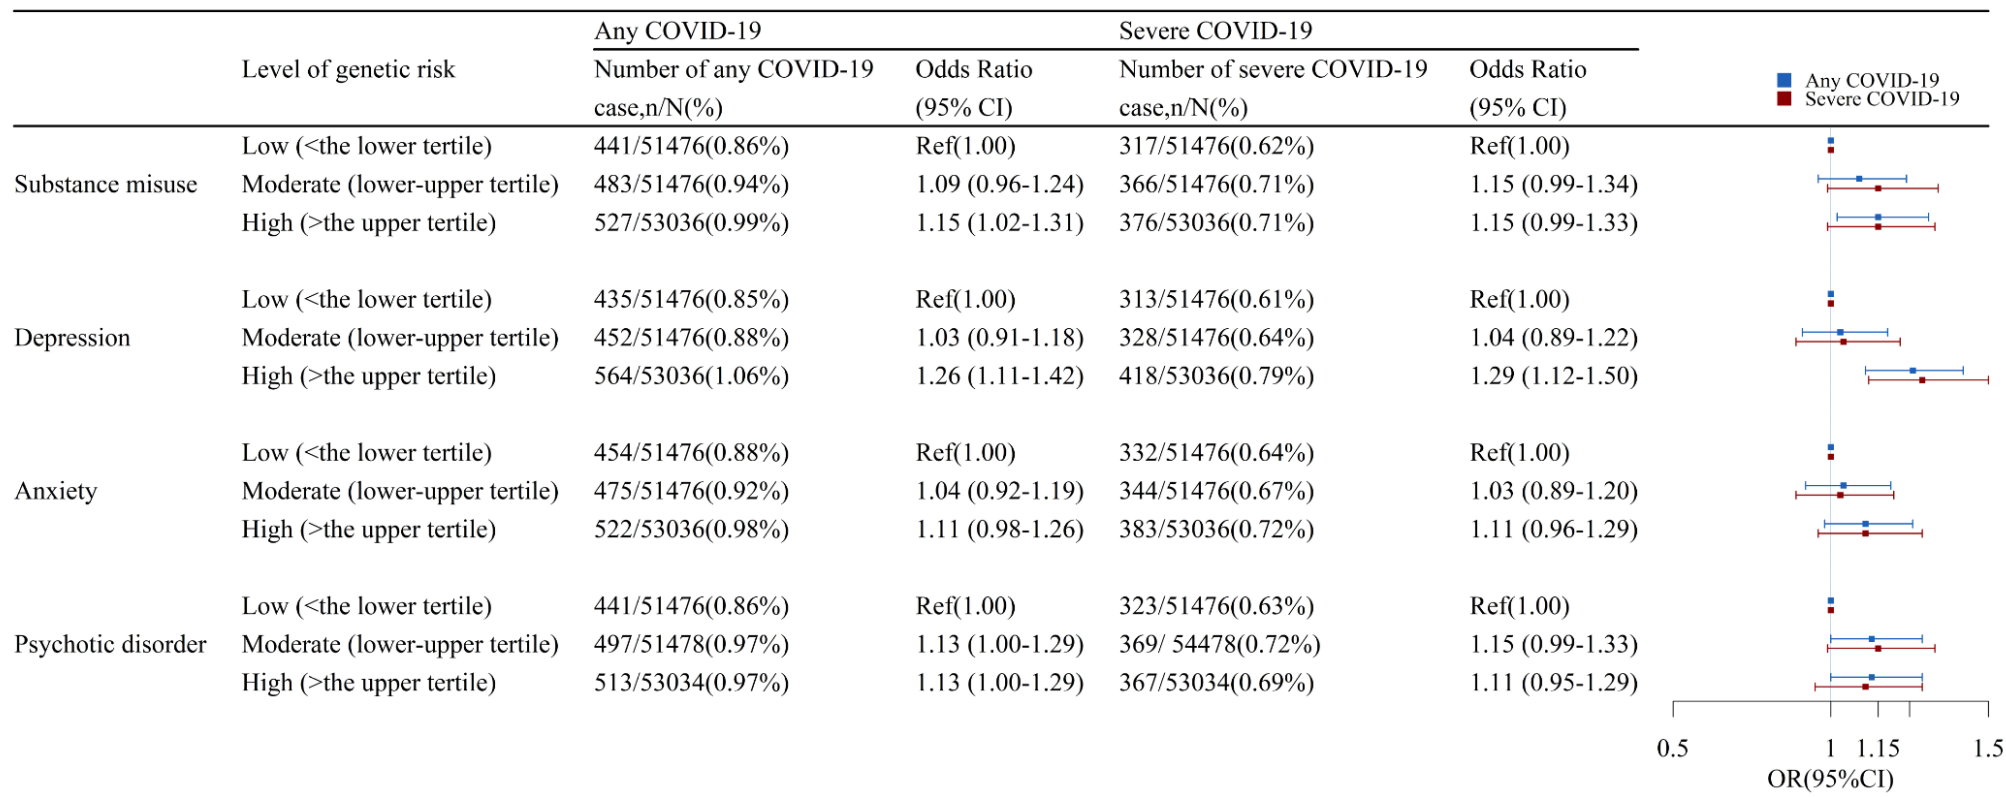 Any COVID-19 Severe COVID-19
Level of genetic risk Number of any COVID-19 Odds Ratio Number of severe COVID-19 Odds Ratio
case,n/N(%) (95% CI) case,n/N(%) (95% CI)
Any COVID-19
Severe COVID-19
Low (<the lower tertile) 441/51476(0.86%) Ref(1.00) 317/51476(0.62%) Ref(1.00)
Substance misuse Moderate (lower-upper tertile) 483/51476(0.94%) 1.09 (0.96-1.24) 366/51476(0.71%) 1.15 (0.99-1.34)
High (>the upper tertile) 527/53036(0.99%) 1.15 (1.02-1.31) 376/53036(0.71%) 1.15 (0.99-1.33)
Low (<the lower tertile) 435/51476(0.85%) Ref(1.00) 313/51476(0.61%) Ref(1.00)
Depression Moderate (lower-upper tertile) 452/51476(0.88%) 1.03 (0.91-1.18) 328/51476(0.64%) 1.04 (0.89-1.22)
High (>the upper tertile) 564/53036(1.06%) 1.26 (1.11-1.42) 418/53036(0.79%) 1.29 (1.12-1.50)
Low (<the lower tertile) 454/51476(0.88%) Ref(1.00) 332/51476(0.64%) Ref(1.00)
Anxiety Moderate (lower-upper tertile) 475/51476(0.92%) 1.04 (0.92-1.19) 344/51476(0.67%) 1.03 (0.89-1.20)
High (>the upper tertile) 522/53036(0.98%) 1.11 (0.98-1.26) 383/53036(0.72%) 1.11 (0.96-1.29)
Low (<the lower tertile) 441/51476(0.86%) Ref(1.00) 323/51476(0.63%) Ref(1.00)
Psychotic disorder Moderate (lower-upper tertile) 497/51478(0.97%) 1.13 (1.00-1.29) 369/ 54478(0.72%) 1.15 (0.99-1.33)
High (>the upper tertile) 513/53034(0.97%) 1.13 (1.00-1.29) 367/53034(0.69%) 1.11 (0.95-1.29)
0.5 1 1.15 1.5
OR(95%CI)